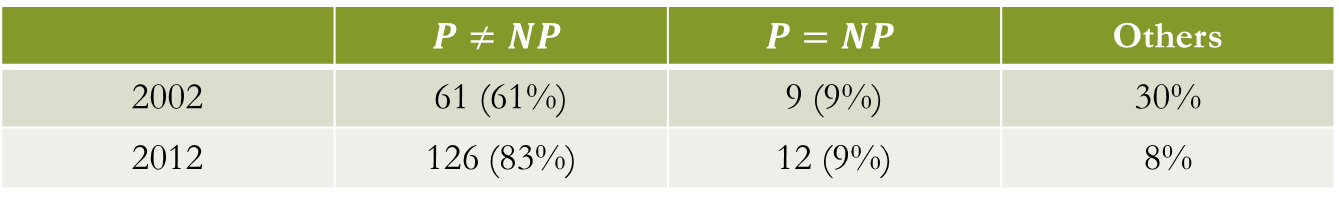 P ≠ NP P = NP Others
2002 61 (61%) 9 (9%) 30%
2012 126 (83%) 12 (9%) 8%